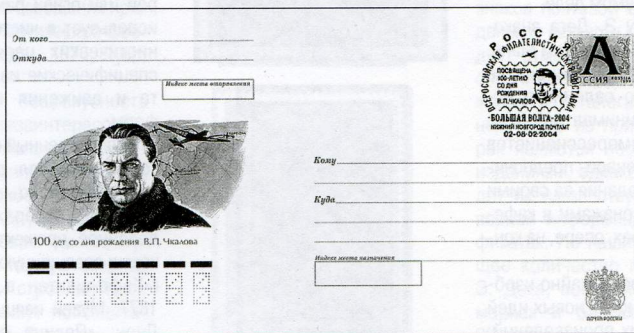 От кого
Откуда
Индекс места отправления
РОССИЯ
ВСЕРОССИЙСКАЯ ФИЛАТЕЛИСТИЧЕСКАЯ ВЫСТАВКА
ПОСВЯЩЕНА
100-ЛЕТИЮ
СО ДНЯ
РОЖДЕНИЯ
В.П.ЧКАЛОВА
"БОЛЬШАЯ ВОЛГА-2004"
НИЖНИЙ НОВГОРОД ПОЧТАМТ
02-08-02-2004
А
РОССИЯ
Кому
Куда
100 лет со дня рождения В.П. Чкалова
Индекс места назначения
ПОЧТА РОССИИ